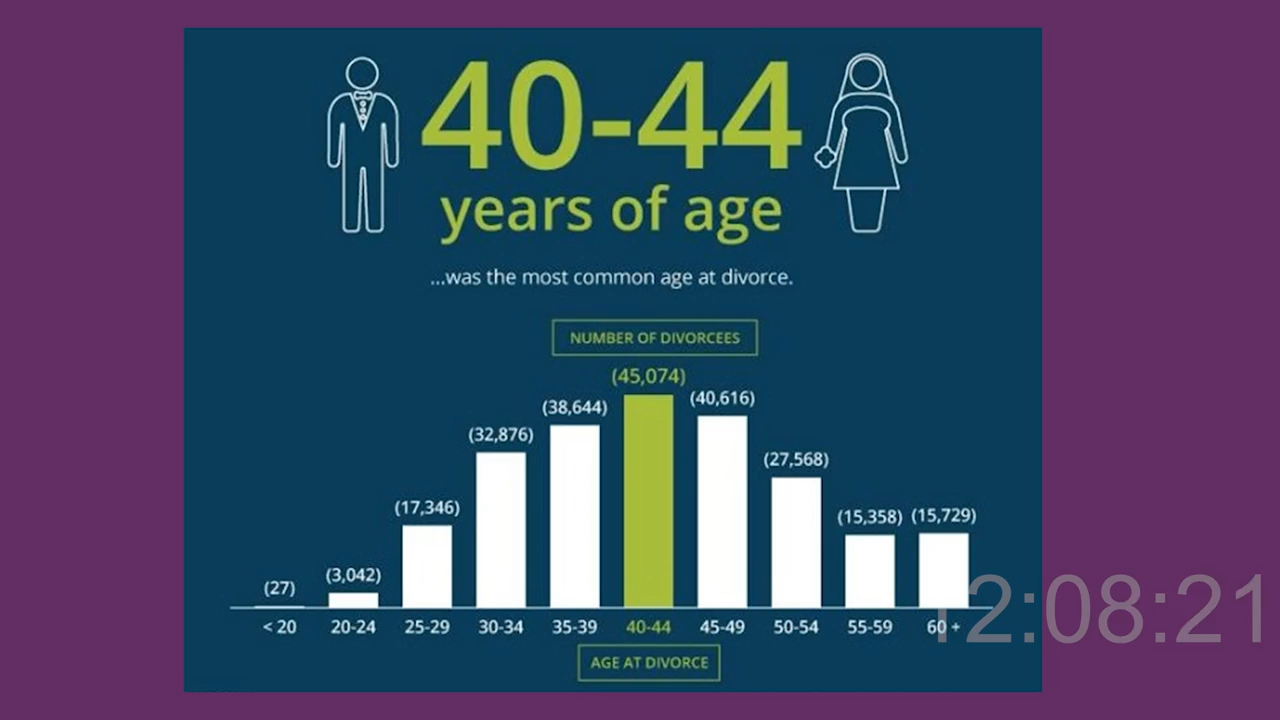 40-44
years of age
...was the most common age at divorce.
NUMBER OF DIVORCEES
(45,074)
(40,616)
(38,644)
(32,876)
(27,568)
(17,346)
(15,358) (15,729)
(3,042)
(27)
< 20 20-24 25-29 30-34 35-39 40-44 45-49 50-54 55-59 60 +
12:08:21
AGE AT DIVORCE